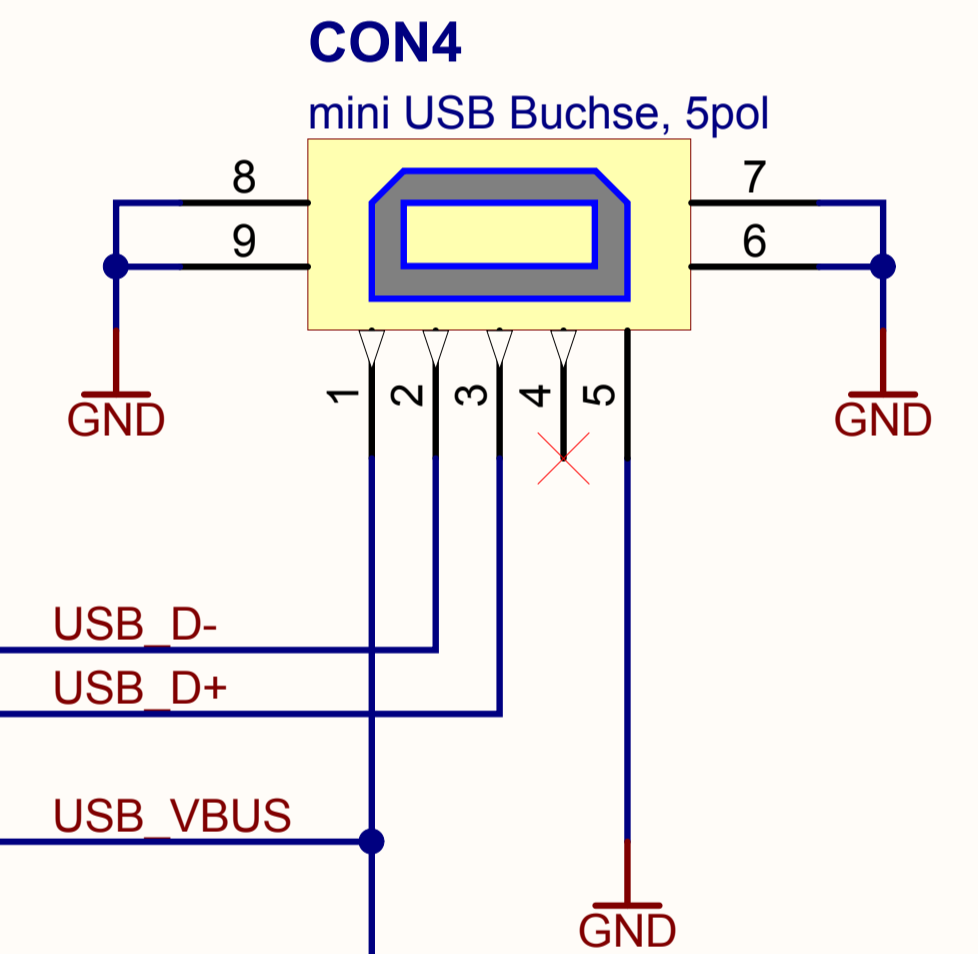 CON4
mini USB Buchse, 5pol
8
7
9
6
1
2
3
4
5
GND
GND
USB_D-
USB_D+
USB_VBUS
GND